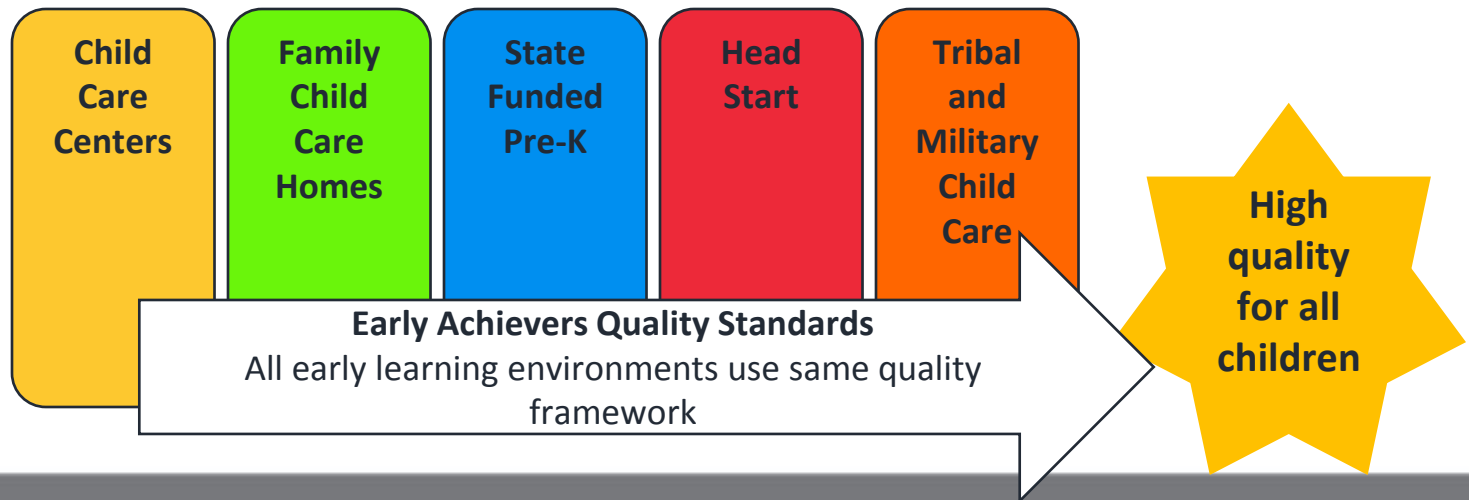 Child
Care
Centers
Family
Child
Care
Homes
State
Funded
Pre-K
Head
Start
Tribal
and
Military
Child
Care
Early Achievers Quality Standards
All early learning environments use same quality
framework
High
quality
for all
children